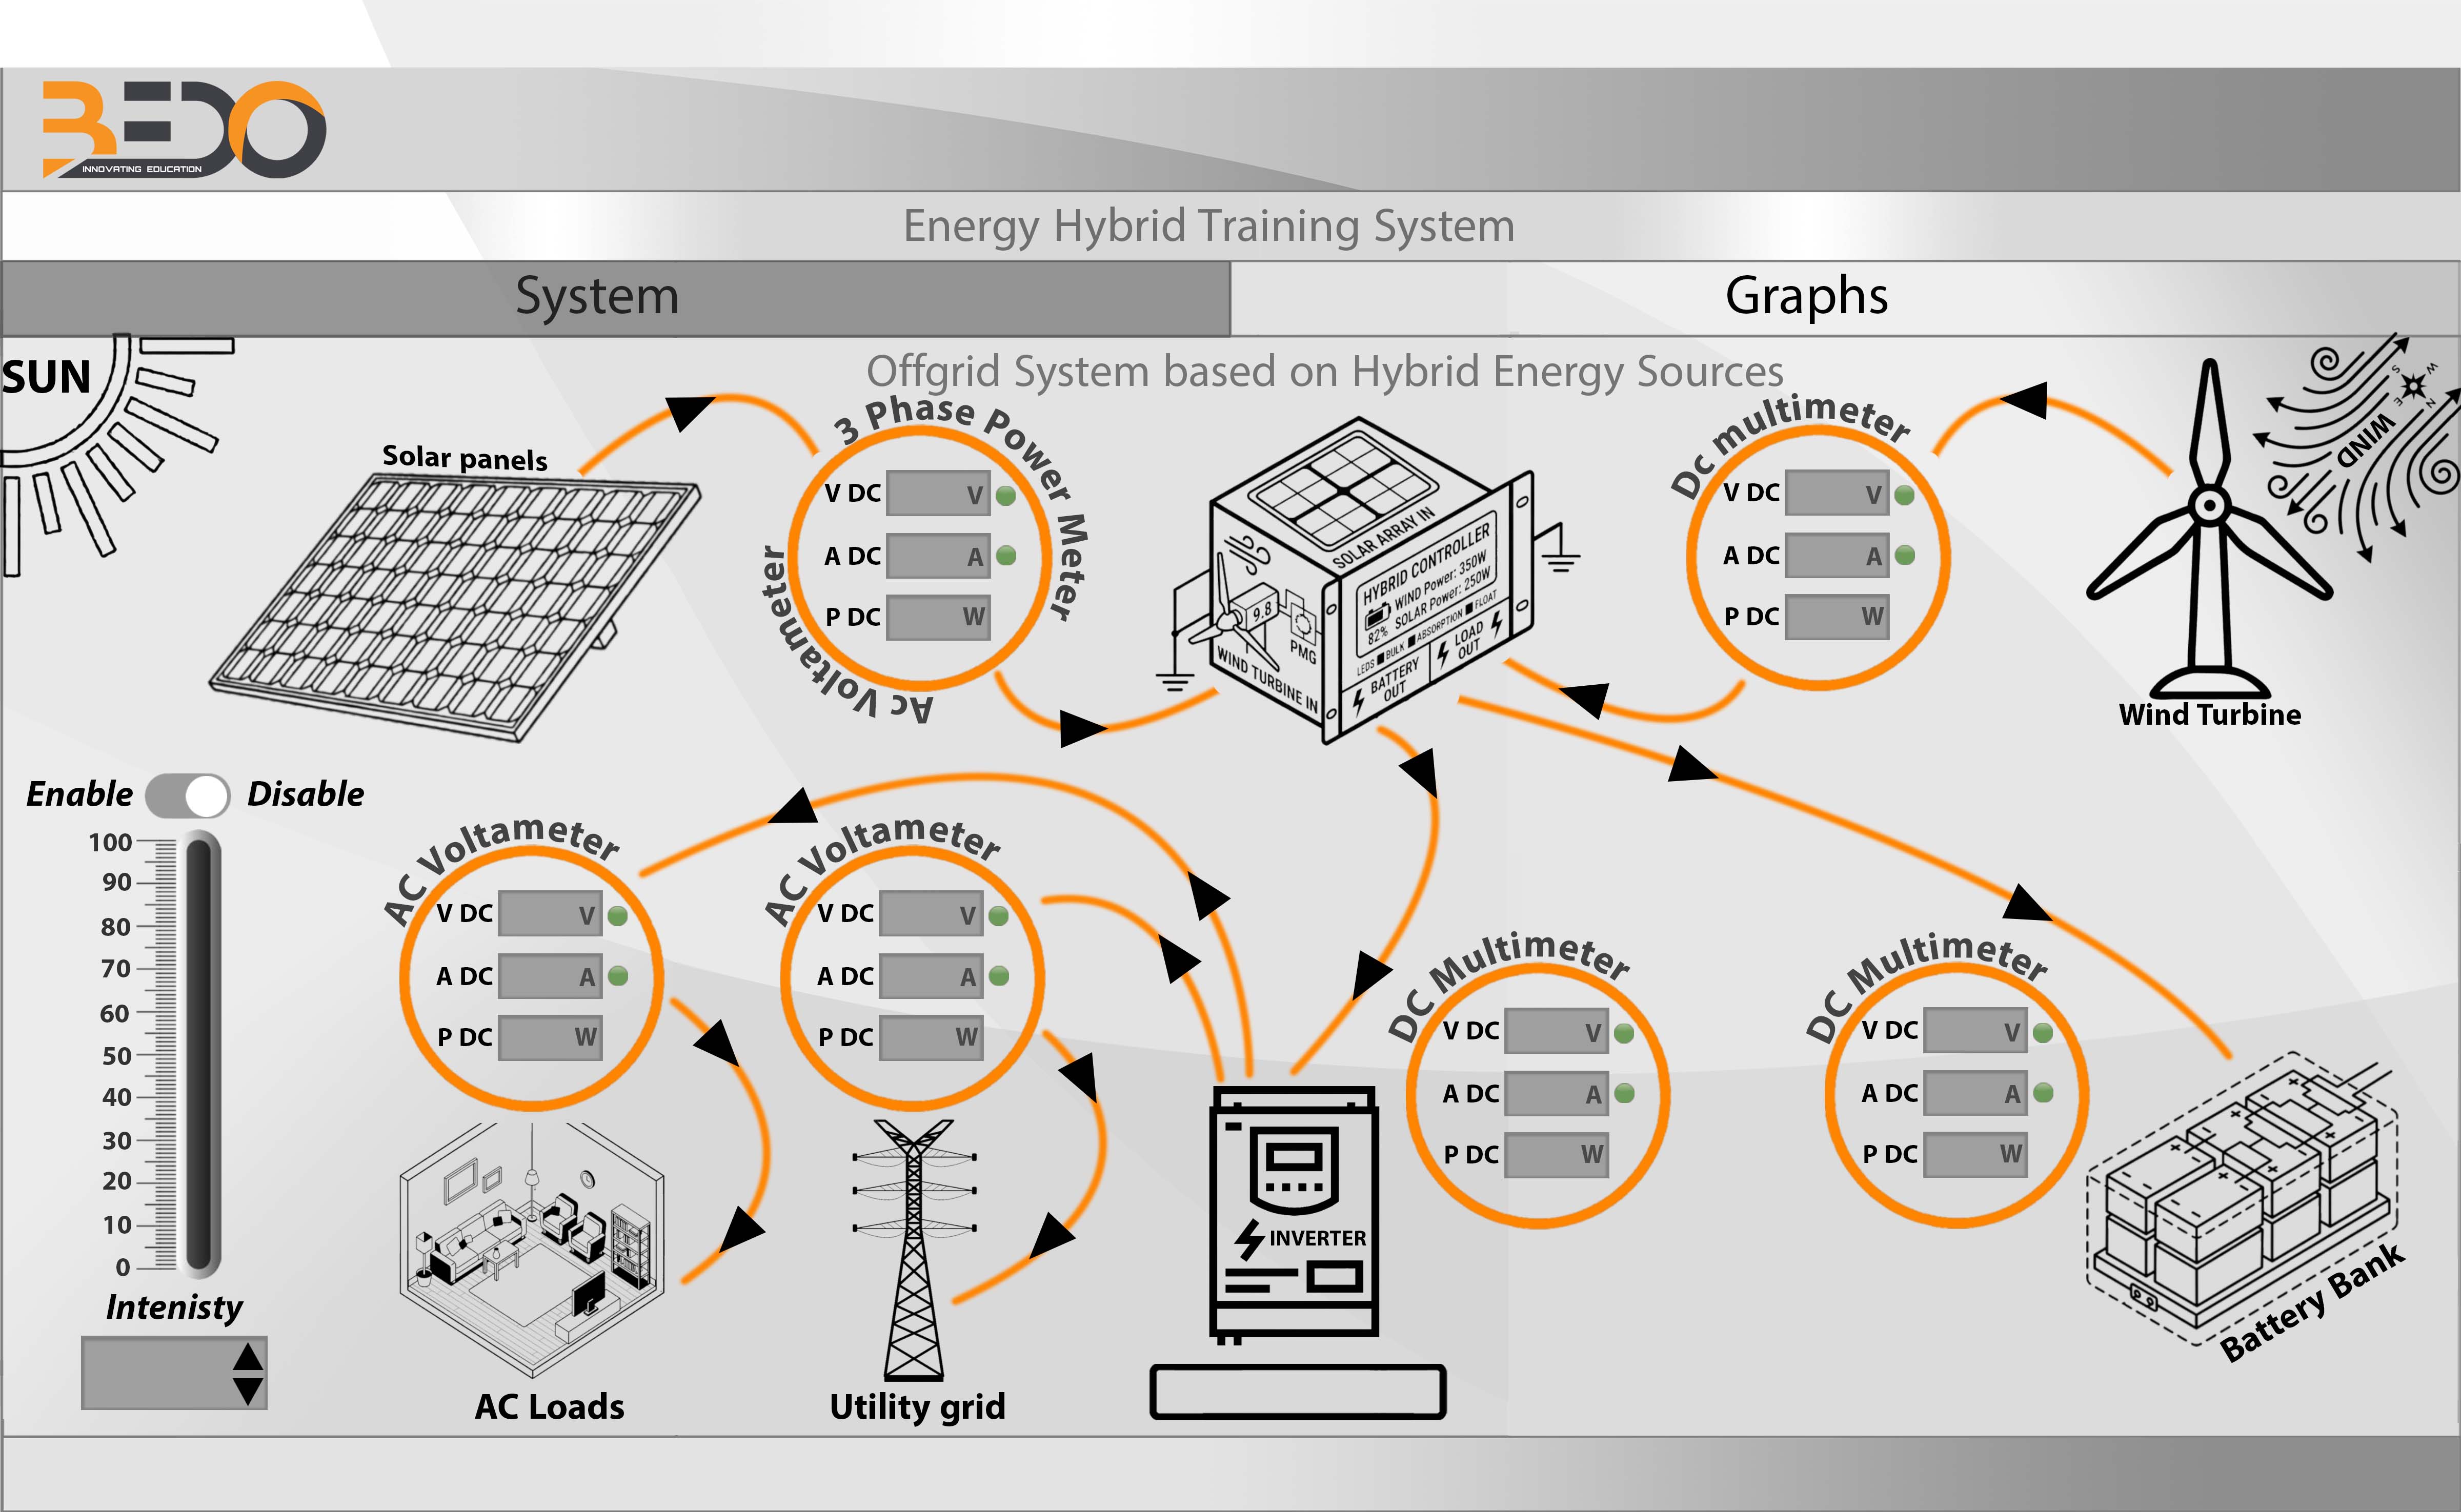 BEDO
INNOVATING EDUCATION
Energy Hybrid Training System
System
Graphs
Offgrid System based on Hybrid Energy Sources
SUN
Solar panels
3 Phase Power Meter
Ac Voltameter
V DC V
A DC A
P DC W
SOLAR ARRAY IN
HYBRID CONTROLLER
WIND Power: 350W
SOLAR Power: 250W
82%
LEDS BULK ABSORPTION FLOAT
BATTERY OUT
LOAD OUT
9.8
PMG
WIND TURBINE IN
Dc multimeter
V DC V
A DC A
P DC W
WIND
N
E
S
W
Wind Turbine
Enable Disable
100
90
80
70
60
50
40
30
20
10
0
Intenisty
AC Voltameter
V DC V
A DC A
P DC W
AC Loads
AC Voltameter
V DC V
A DC A
P DC W
Utility grid
INVERTER
DC Multimeter
V DC V
A DC A
P DC W
DC Multimeter
V DC V
A DC A
P DC W
Battery Bank